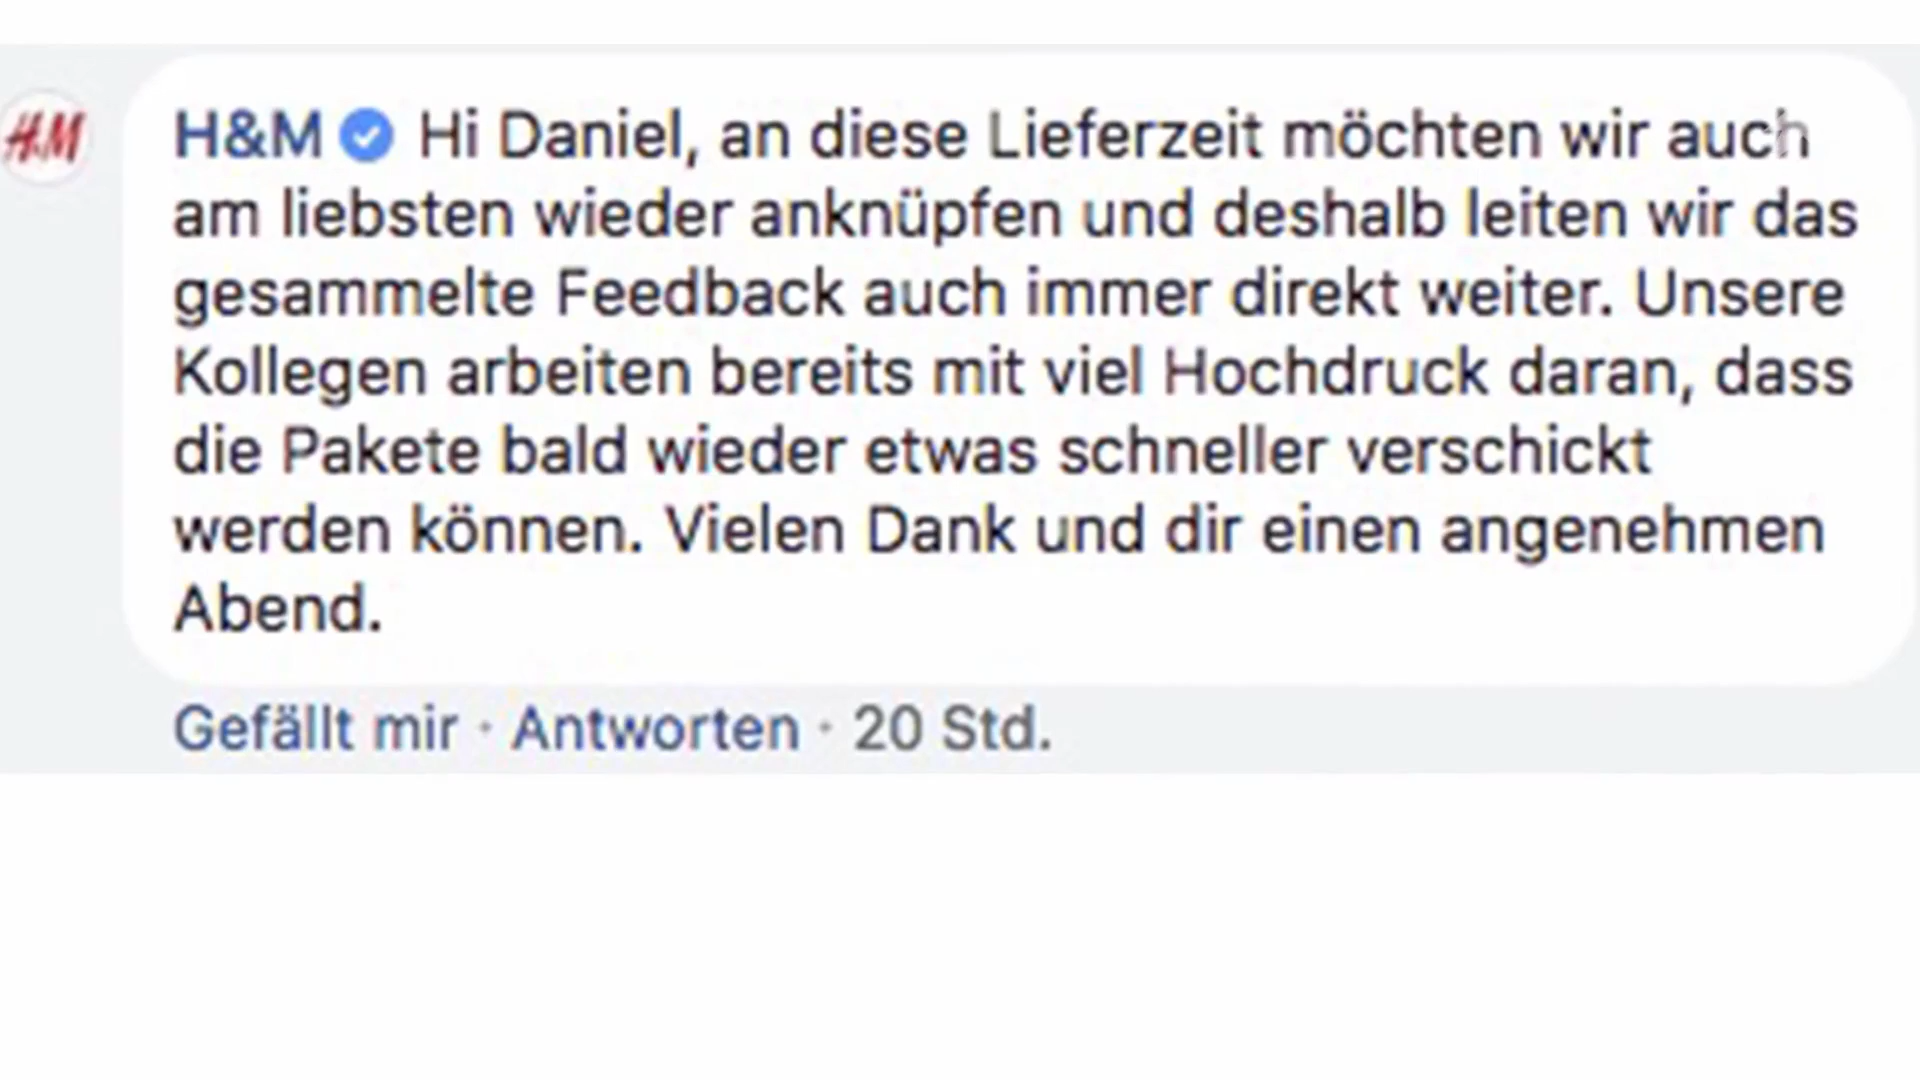 H&M
H&M Hi Daniel, an diese Lieferzeit möchten wir auch
am liebsten wieder anknüpfen und deshalb leiten wir das
gesammelte Feedback auch immer direkt weiter. Unsere
Kollegen arbeiten bereits mit viel Hochdruck daran, dass
die Pakete bald wieder etwas schneller verschickt
werden können. Vielen Dank und dir einen angenehmen
Abend.
Gefällt mir · Antworten · 20 Std.